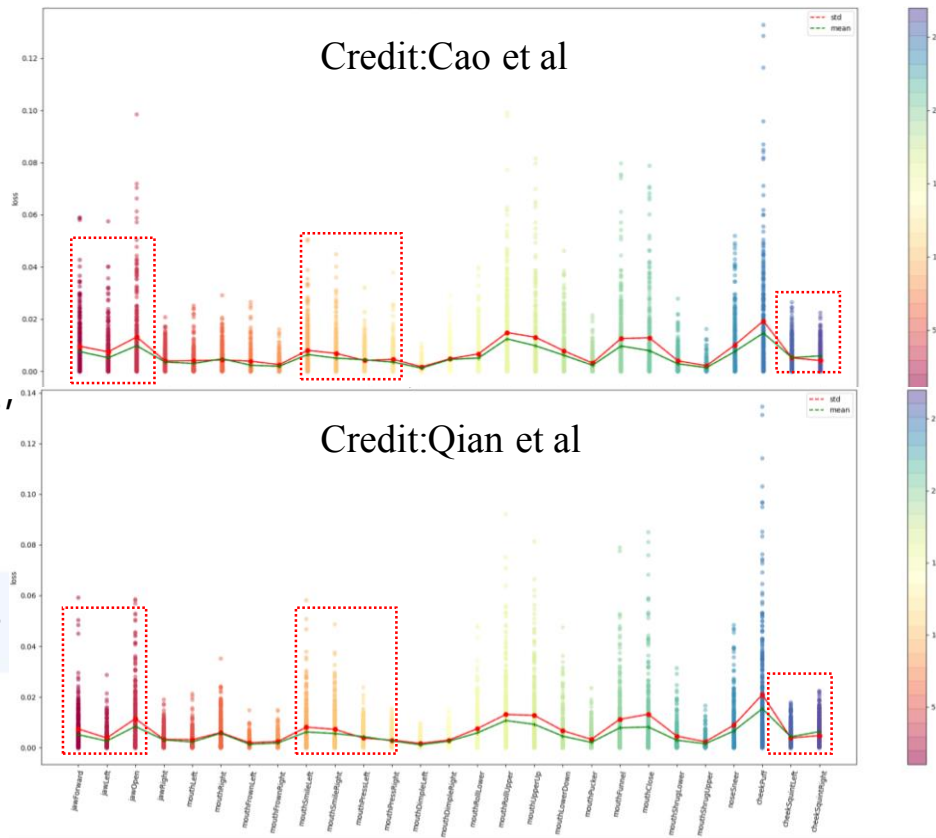 Credit:Cao et al
std
mean
0.12
0.10
0.08
0.06
0.04
0.02
0.00
loss
,
Credit:Qian et al
std
mean
0.14
0.12
0.10
0.08
0.06
0.04
0.02
0.00
loss
jawForward
jawLeft
jawOpen
jawRight
mouthLeft
mouthRight
mouthFrownLeft
mouthFrownRight
mouthSmileLeft
mouthSmileRight
mouthPressLeft
mouthPressRight
mouthDimpleLeft
mouthDimpleRight
mouthRollLower
mouthRollUpper
mouthUpperUp
mouthLowerDown
mouthPucker
mouthFunnel
mouthClose
mouthShrugLower
mouthShrugUpper
noseSneer
cheekPuff
cheekSquintLeft
cheekSquintRight